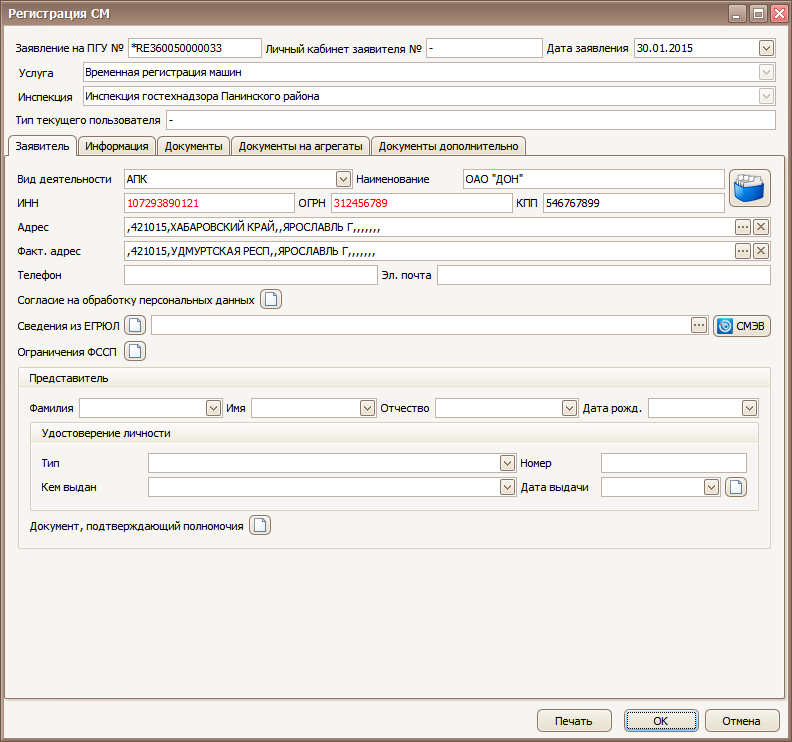 Регистрация СМ
Заявление на ПГУ № *RE360050000033 Личный кабинет заявителя № - Дата заявления 30.01.2015
Услуга Временная регистрация машин
Инспекция Инспекция гостехнадзора Панинского района
Тип текущего пользователя -
Заявитель Информация Документы Документы на агрегаты Документы дополнительно
Вид деятельности АПК Наименование ОАО "ДОН"
ИНН 107293890121 ОГРН 312456789 КПП 546767899
Адрес ,421015,ХАБАРОВСКИЙ КРАЙ,,ЯРОСЛАВЛЬ Г,,,,,,,
Факт. адрес ,421015,УДМУРТСКАЯ РЕСП,,ЯРОСЛАВЛЬ Г,,,,,,,
Телефон Эл. почта
Согласие на обработку персональных данных
Сведения из ЕГРЮЛ СМЭВ
Ограничения ФССП
Представитель
Фамилия Имя Отчество Дата рожд.
Удостоверение личности
Тип Номер
Кем выдан Дата выдачи
Документ, подтверждающий полномочия
Печать OK Отмена